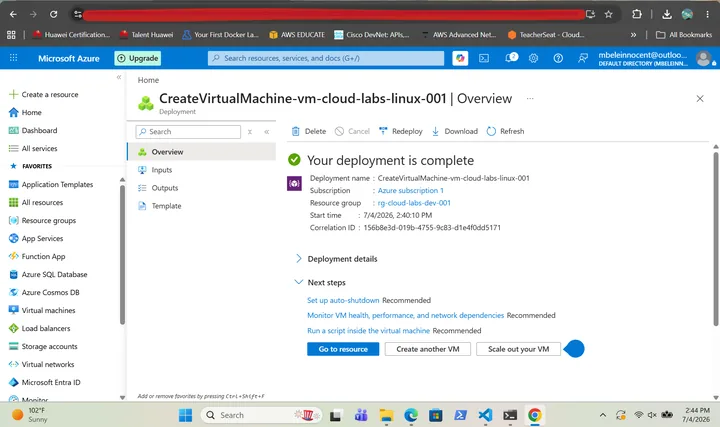 Huawei Certification...
Talent Huawei
Your First Docker La...
AWS EDUCATE
Cisco DevNet: APIs,...
AWS Advanced Net...
TeacherSeat - Cloud...
All Bookmarks
Microsoft Azure
Upgrade
Search resources, services, and docs (G+/)
7
mbeleinnocent@outloo...
DEFAULT DIRECTORY (MBELEINN...
Create a resource
Home
Dashboard
All services
FAVORITES
Application Templates
All resources
Resource groups
App Services
Function App
Azure SQL Database
Azure Cosmos DB
Virtual machines
Load balancers
Storage accounts
Virtual networks
Microsoft Entra ID
Monitor
Home
CreateVirtualMachine-vm-cloud-labs-linux-001 | Overview ...
Deployment
Search
Overview
Inputs
Outputs
Template
Add or remove favorites by pressing Ctrl+Shift+F
Delete Cancel Redeploy Download Refresh
Your deployment is complete
Deployment name : CreateVirtualMachine-vm-cloud-labs-linux-001
Subscription : Azure subscription 1
Resource group : rg-cloud-labs-dev-001
Start time : 7/4/2026, 2:40:10 PM
Correlation ID : 156b8e3d-019b-4755-9c83-d1e4f0dd5171
Deployment details
Next steps
Set up auto-shutdown Recommended
Monitor VM health, performance, and network dependencies Recommended
Run a script inside the virtual machine Recommended
Go to resource
Create another VM
Scale out your VM
102°F
Sunny
Search
2:44 PM
7/4/2026